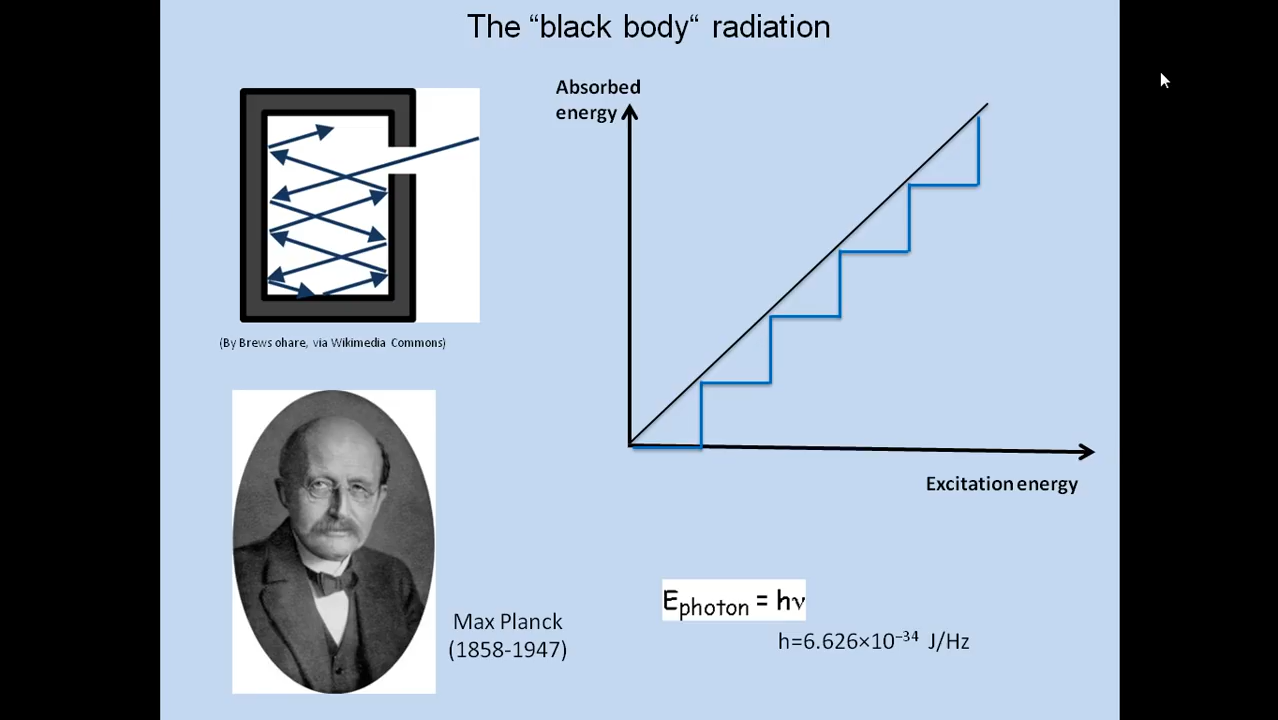 The “black body“ radiation
Absorbed
energy
(By Brews ohare, via Wikimedia Commons)
Excitation energy
Max Planck
(1858-1947)
Ephoton = hν
h=6.626×10⁻³⁴ J/Hz